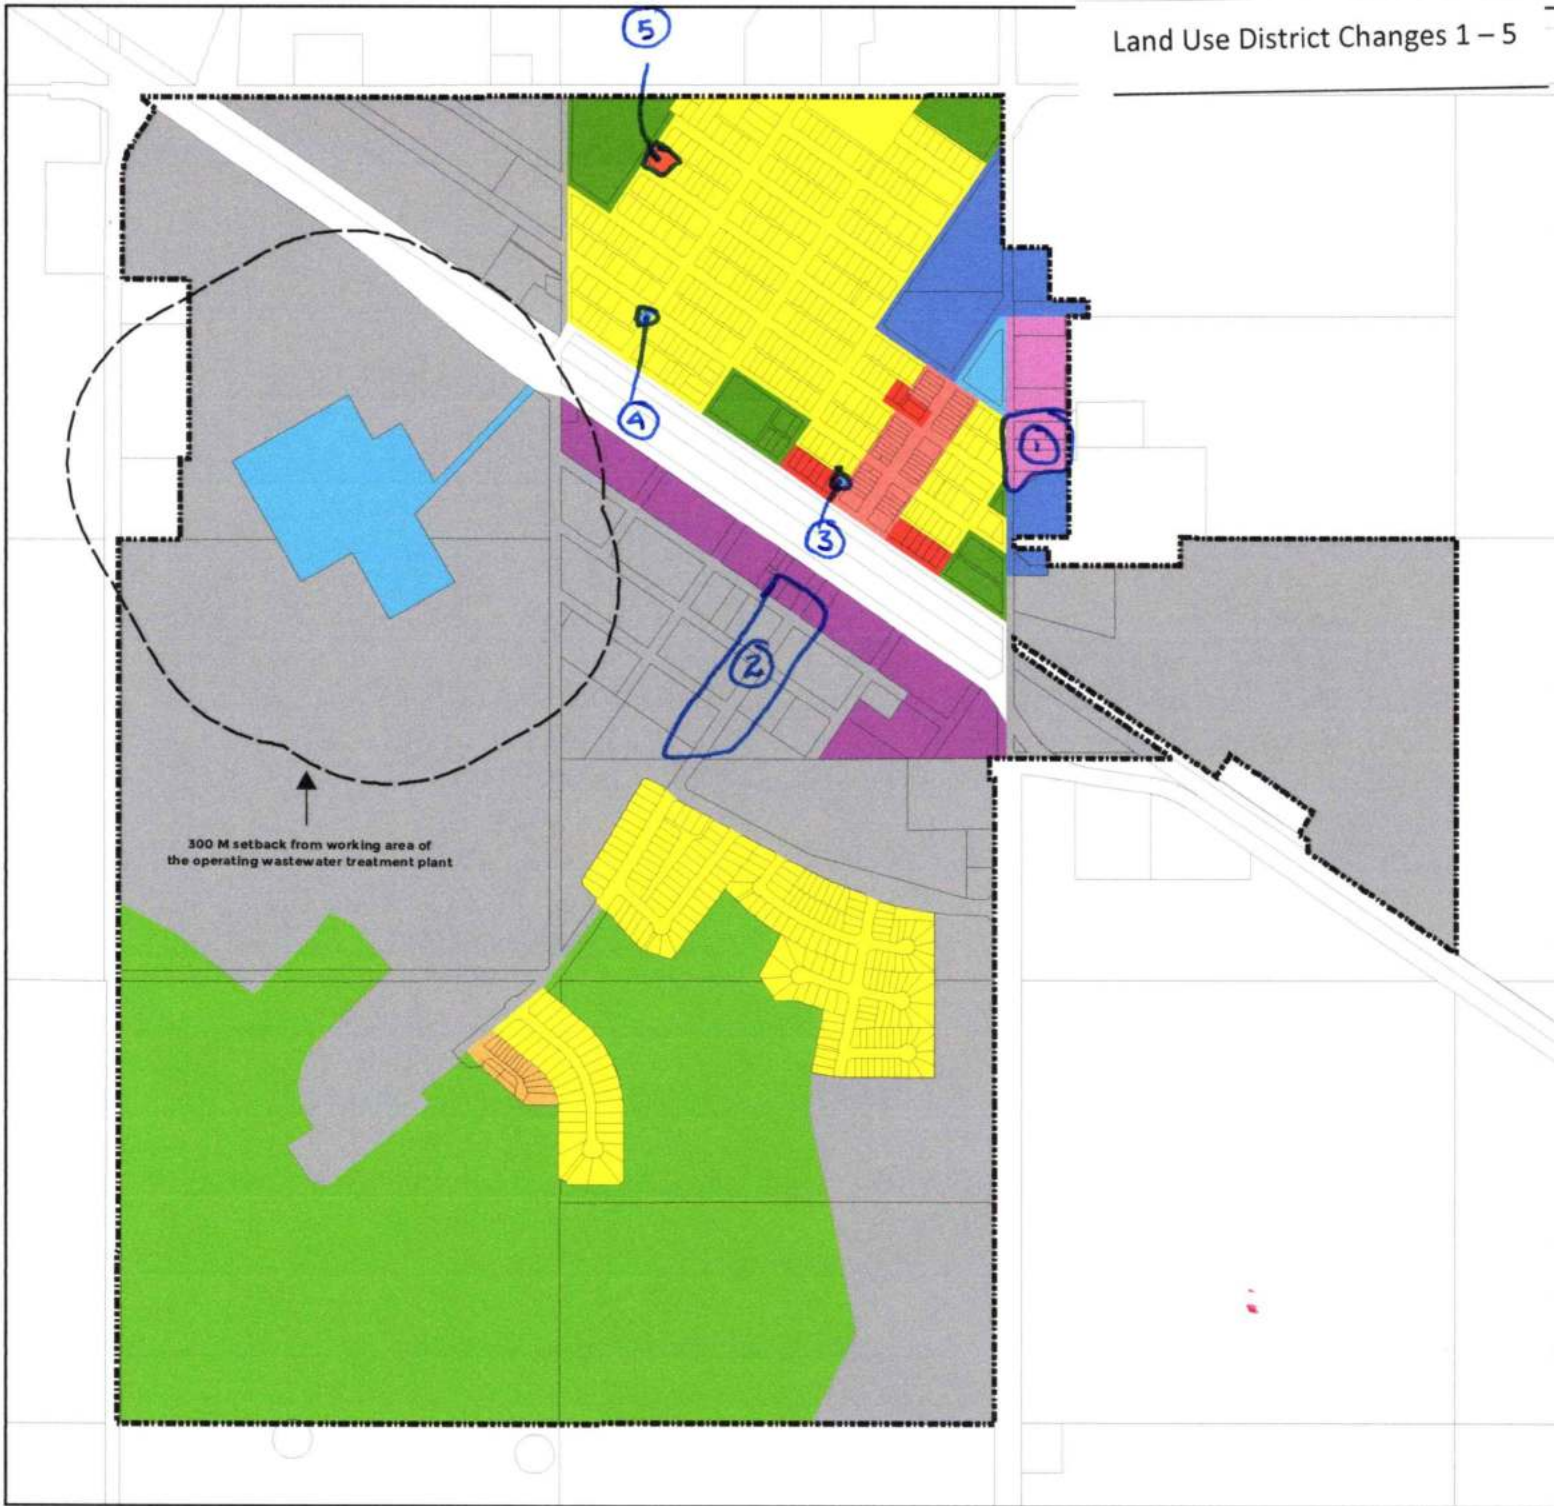 Land Use District Changes 1 – 5
5
4
1
3
2
300 M setback from working area of
the operating wastewater treatment plant